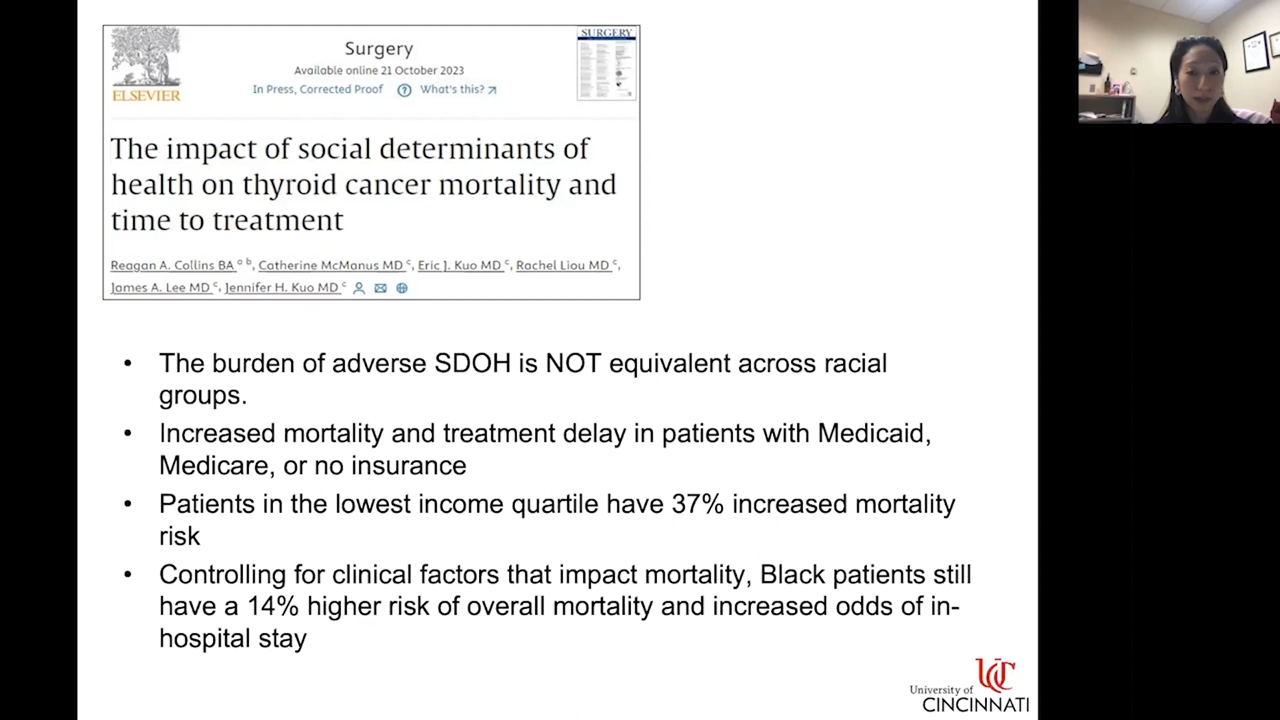 Surgery
Available online 21 October 2023
In Press, Corrected Proof ? What's this?
ELSEVIER
SURGERY
The impact of social determinants of
health on thyroid cancer mortality and
time to treatment
Reagan A. Collins BA a b, Catherine McManus MD c, Eric J. Kuo MD c, Rachel Liou MD c,
James A. Lee MD c, Jennifer H. Kuo MD c
• The burden of adverse SDOH is NOT equivalent across racial
groups.
• Increased mortality and treatment delay in patients with Medicaid,
Medicare, or no insurance
• Patients in the lowest income quartile have 37% increased mortality
risk
• Controlling for clinical factors that impact mortality, Black patients still
have a 14% higher risk of overall mortality and increased odds of in-
hospital stay
UC
University of
CINCINNATI